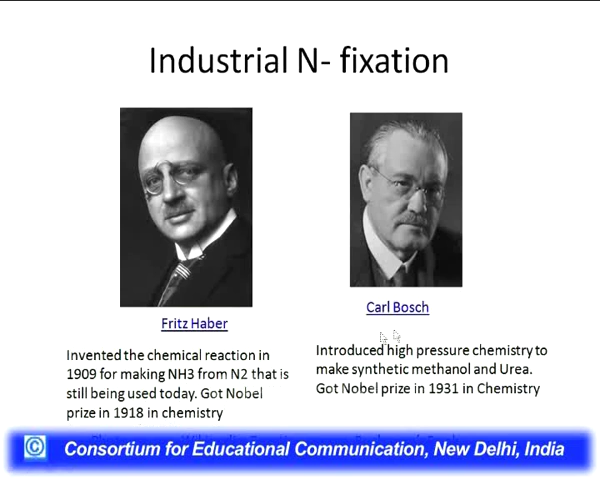 Industrial N- fixation
Fritz Haber
Invented the chemical reaction in
1909 for making NH3 from N2 that is
still being used today. Got Nobel
prize in 1918 in chemistry
Carl Bosch
Introduced high pressure chemistry to
make synthetic methanol and Urea.
Got Nobel prize in 1931 in Chemistry
© Consortium for Educational Communication, New Delhi, India